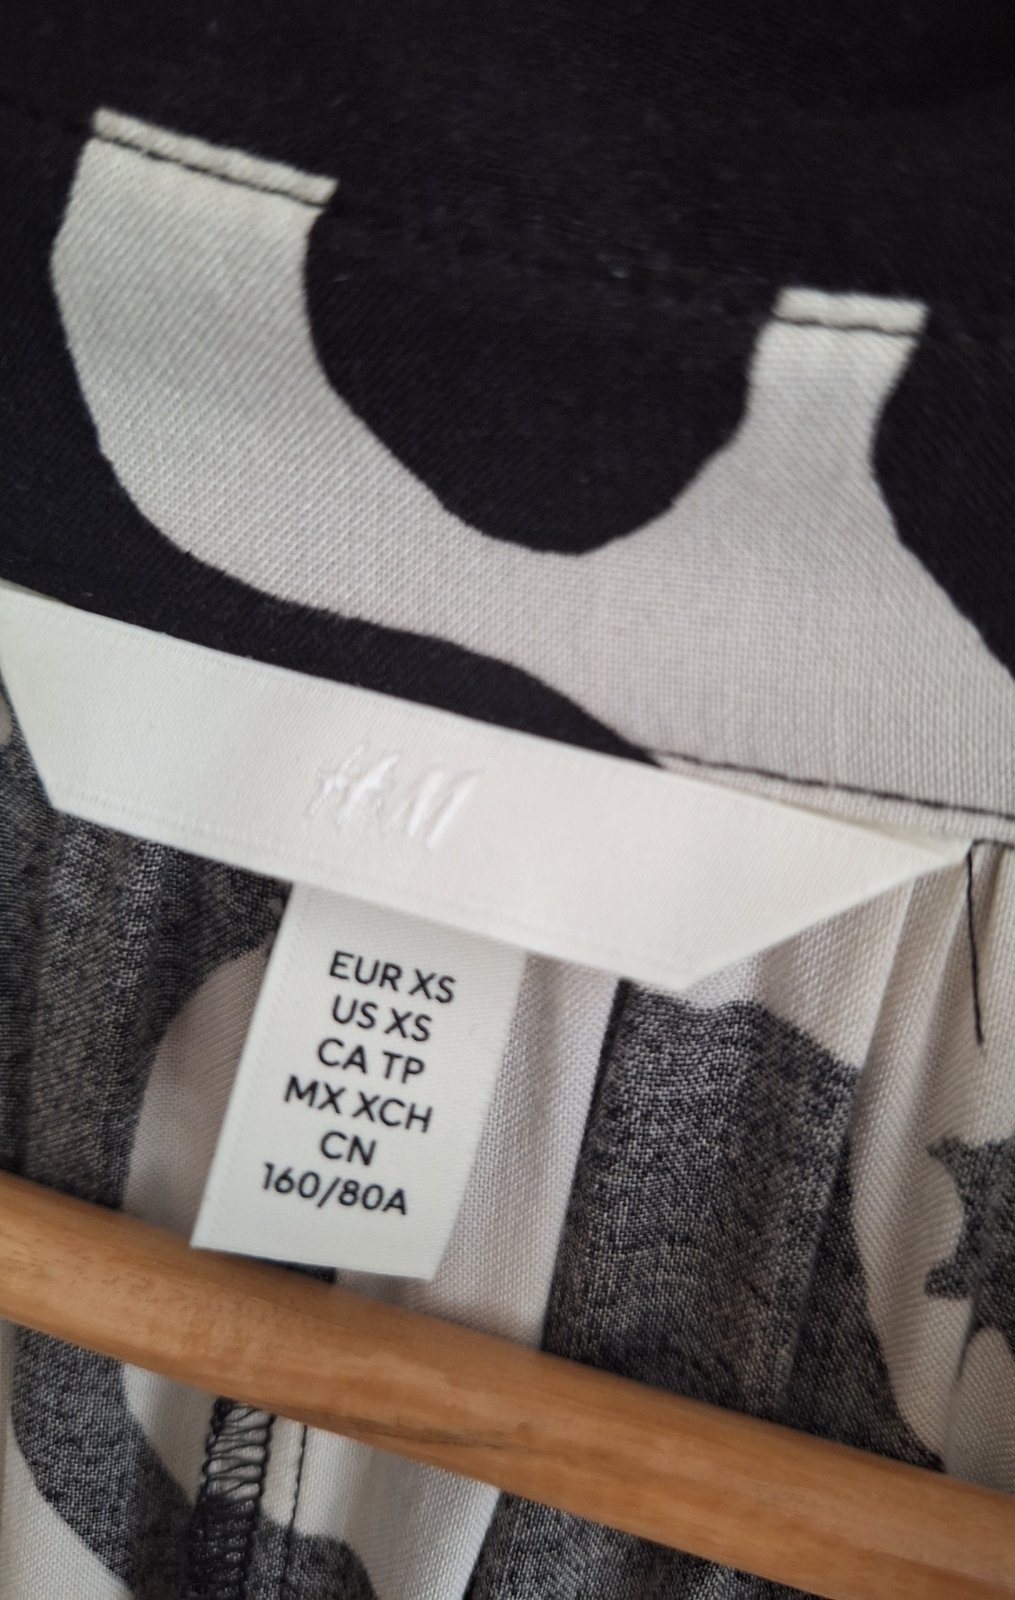 H&M
EUR XS
US XS
CA TP
MX XCH
CN
160/80A